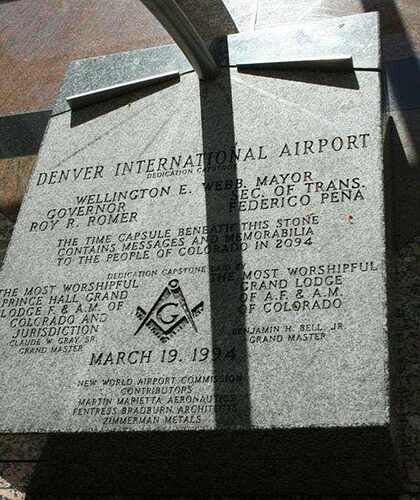 DENVER INTERNATIONAL AIRPORT
DEDICATION CAPSTONE
WELLINGTON E. WEBB, MAYOR
GOVERNOR
ROY R. ROMER
SEC. OF TRANS.
FEDERICO PEÑA
THE TIME CAPSULE BENEATH THIS STONE
CONTAINS MESSAGES AND MEMORABILIA
TO THE PEOPLE OF COLORADO IN 2094
DEDICATION CAPSTONE LAID BY
THE MOST WORSHIPFUL
PRINCE HALL GRAND
LODGE F. & A.M. OF
COLORADO AND
JURISDICTION
CLAUDE W. GRAY, SR.
GRAND MASTER
G
THE MOST WORSHIPFUL
GRAND LODGE
OF A.F. & A.M.
OF COLORADO
BENJAMIN H. BELL, JR.
GRAND MASTER
MARCH 19, 1994
NEW WORLD AIRPORT COMMISSION
CONTRIBUTORS
MARTIN MARIETTA AERONAUTICS
FENTRESS BRADBURN ARCHITECTS
ZIMMERMAN METALS